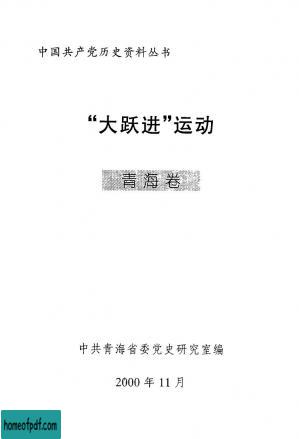 中国共产党历史资料丛书
“大跃进”运动
青海卷
中共青海省委党史研究室编
2000年11月
homeofpdf.com